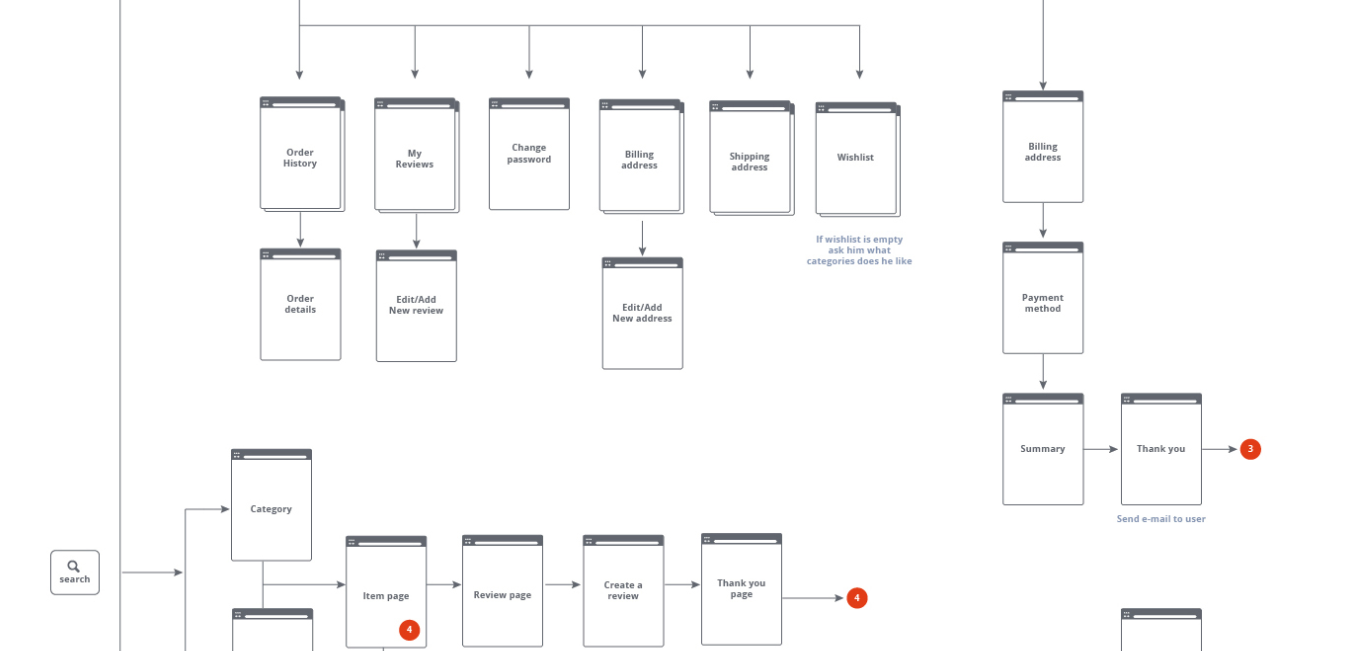 Order
History
My
Reviews
Change
password
Billing
address
Shipping
address
Wishlist
Billing
address
If wishlist is empty
ask him what
categories does he like
Order
details
Edit/Add
New review
Edit/Add
New address
Payment
method
Summary
Thank you
3
Send e-mail to user
Category
search
Item page
4
Review page
Create a
review
Thank you
page
4